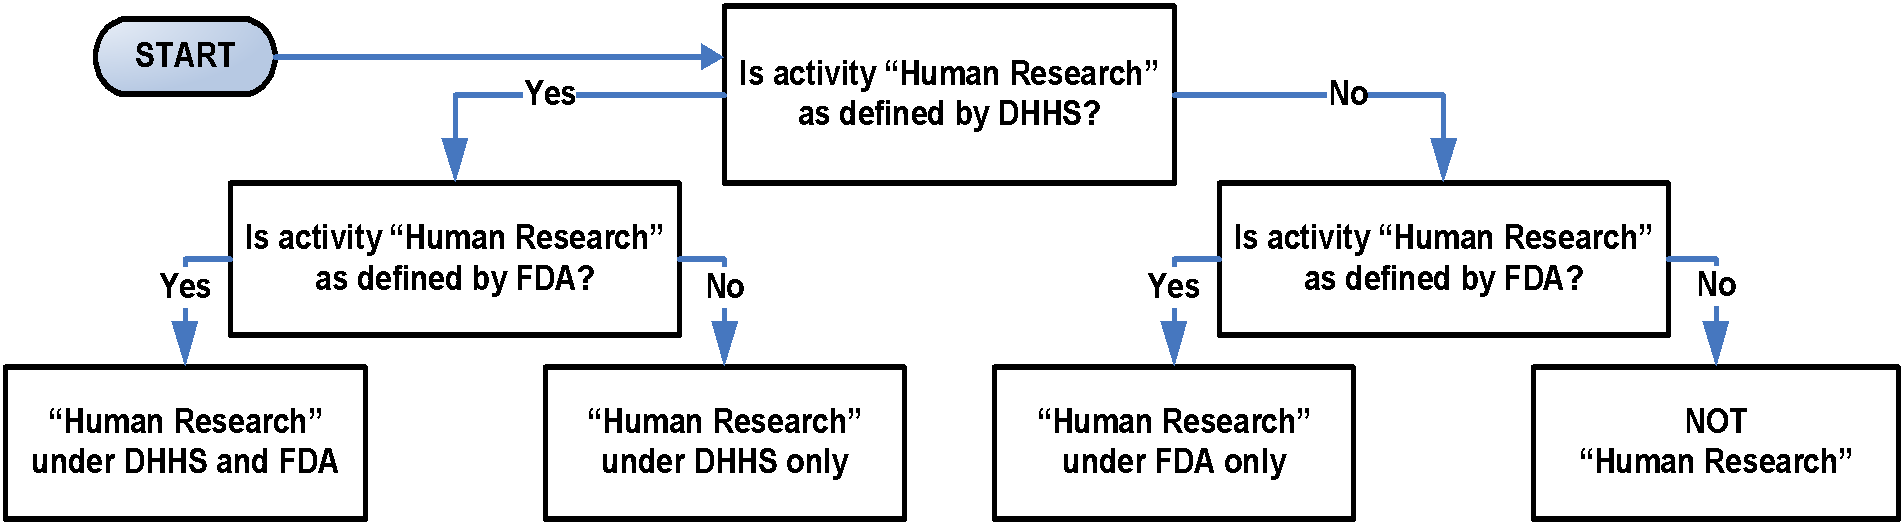 START
Is activity “Human Research”
as defined by DHHS?
Yes
No
Is activity “Human Research”
as defined by FDA?
Is activity “Human Research”
as defined by FDA?
Yes
No
Yes
No
“Human Research”
under DHHS and FDA
“Human Research”
under DHHS only
“Human Research”
under FDA only
NOT
“Human Research”